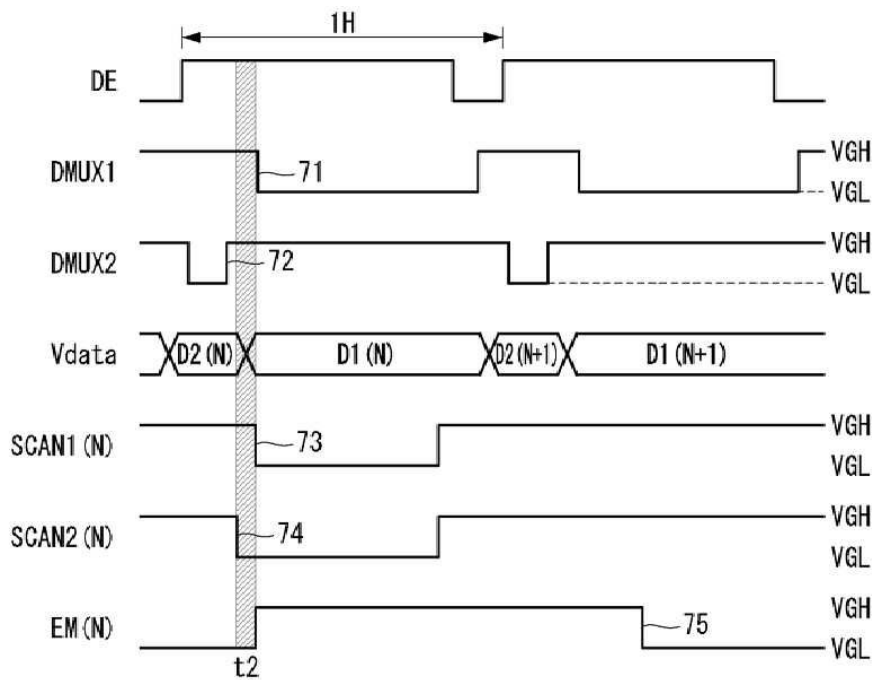 1H
DE
DMUX1
71
VGH
VGL
DMUX2
72
VGH
VGL
Vdata
D2(N)
D1(N)
D2(N+1)
D1(N+1)
SCAN1(N)
73
VGH
VGL
SCAN2(N)
74
VGH
VGL
EM(N)
75
VGH
VGL
t2